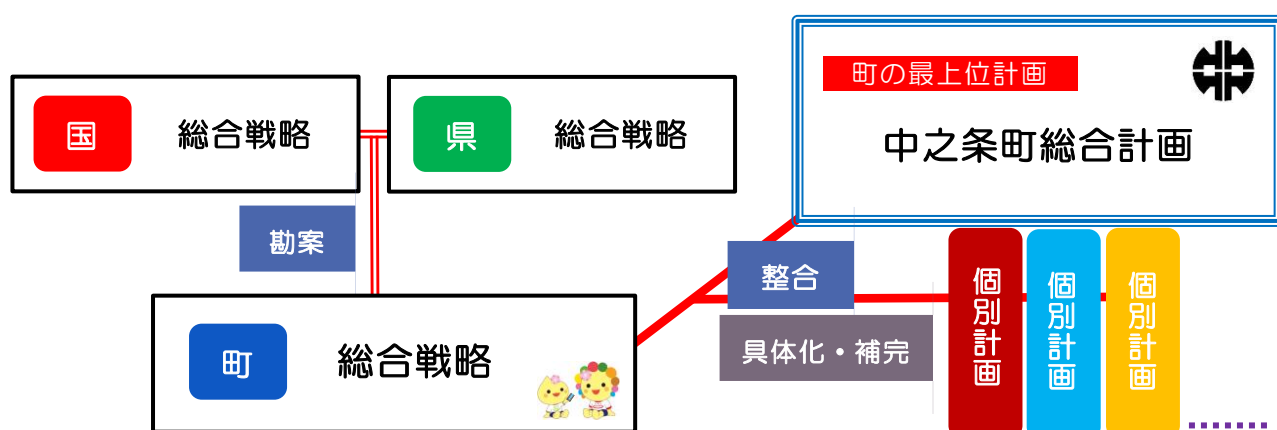 町の最上位計画
中之条町総合計画
国 総合戦略
県 総合戦略
勘案
町 総合戦略
整合
具体化・補完
個別計画
個別計画
個別計画